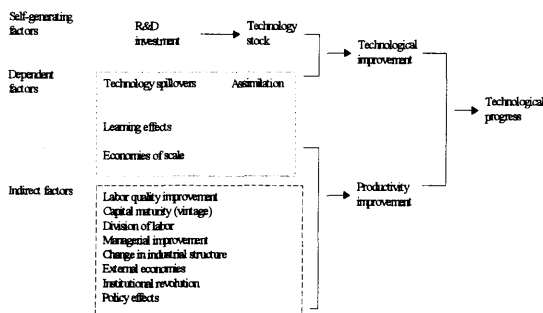 Self-generating
factors
R&D
investment
Technology
stock
Technological
improvement
Dependent
factors
Technology spillovers
Assimilation
Technological
progress
Learning effects
Economies of scale
Indirect factors
Productivity
improvement
Labor quality improvement
Capital maturity (vintage)
Division of labor
Managerial improvement
Change in industrial structure
External economies
Institutional revolution
Policy effects